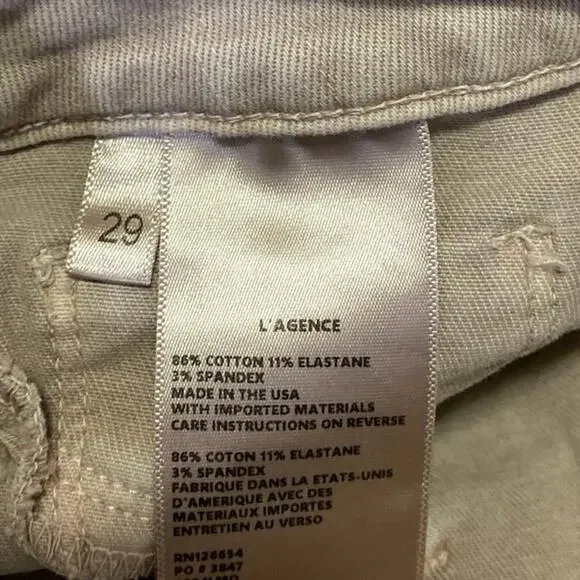 29
L'AGENCE
86% COTTON 11% ELASTANE
3% SPANDEX
MADE IN THE USA
WITH IMPORTED MATERIALS
CARE INSTRUCTIONS ON REVERSE
86% COTTON 11% ELASTANE
3% SPANDEX
FABRIQUE DANS LA ETATS-UNIS
D'AMERIQUE AVEC DES
MATERIAUX IMPORTES
ENTRETIEN AU VERSO
RN126654
PO # 3847